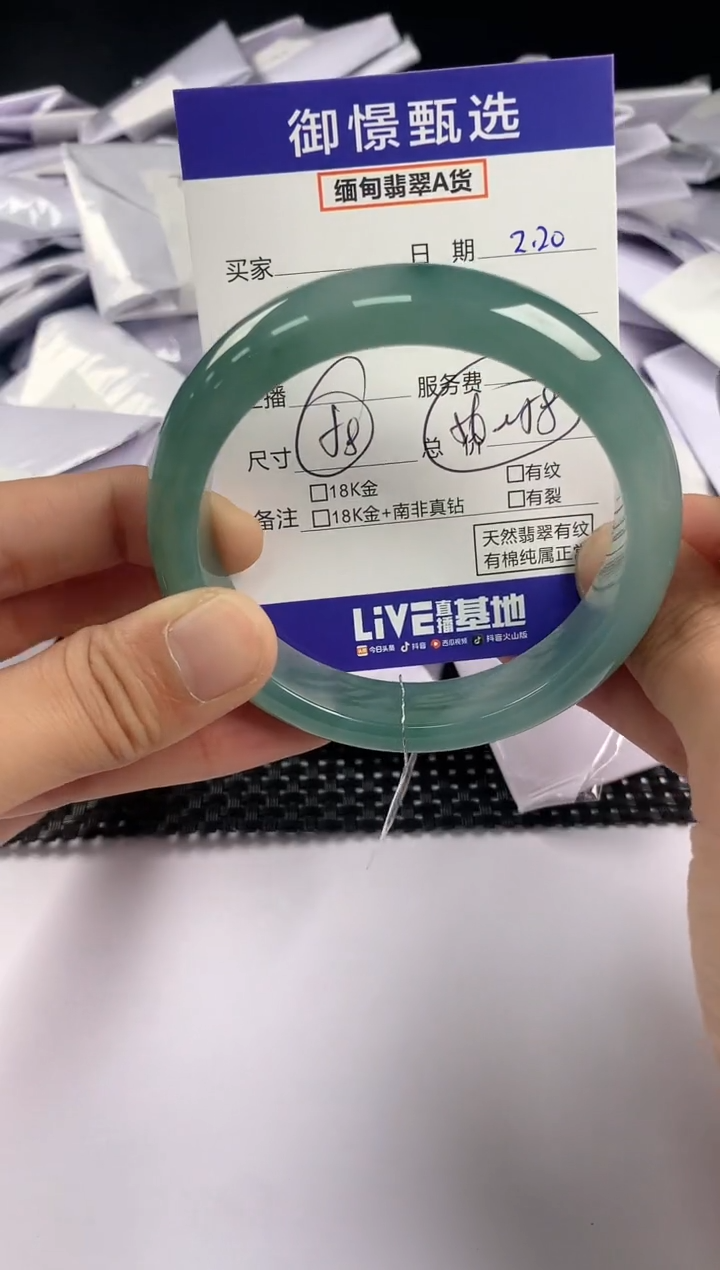 御憬甄选
缅甸翡翠A货
买家 日 期 2.20
播 服务费
尺寸 58 总 价
□18K金 □有纹
备注 □18K金+南非真钻 □有裂
天然翡翠有纹
有棉纯属正常
LiVE直播基地
今日头条 抖音 西瓜视频 抖音火山版